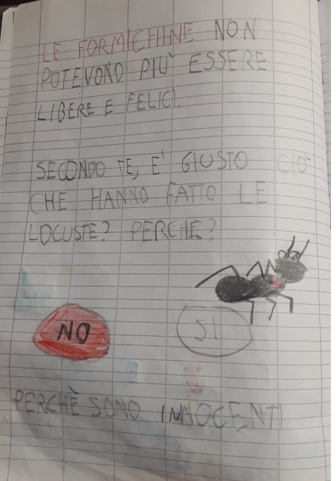 LE FORMICHINE NON
POTEVONO PIU' ESSERE
LIBERE E FELICI.
SECONDO TE, E' GIUSTO CIO'
CHE HANNO FATTO LE
LOCUSTE? PERCHE?
NO
SI
PERCHÈ SONO INNOCENTI